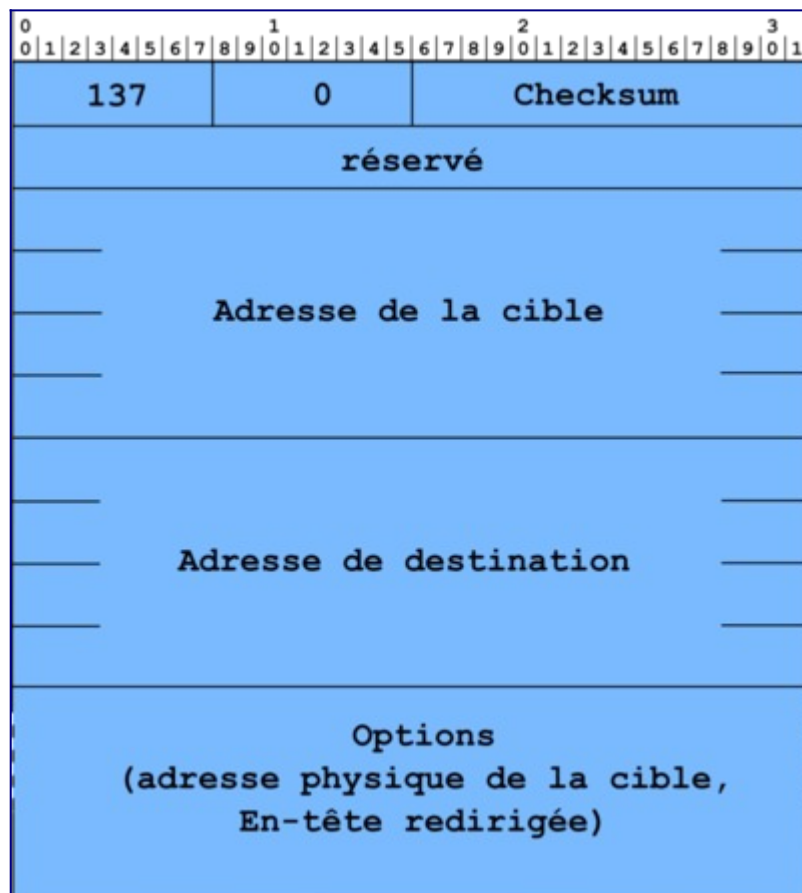 0 1 2 3
0 1 2 3 4 5 6 7 8 9 0 1 2 3 4 5 6 7 8 9 0 1 2 3 4 5 6 7 8 9 0 1
137 0 Checksum
réservé
Adresse de la cible
Adresse de destination
Options
(adresse physique de la cible,
En-tête redirigée)